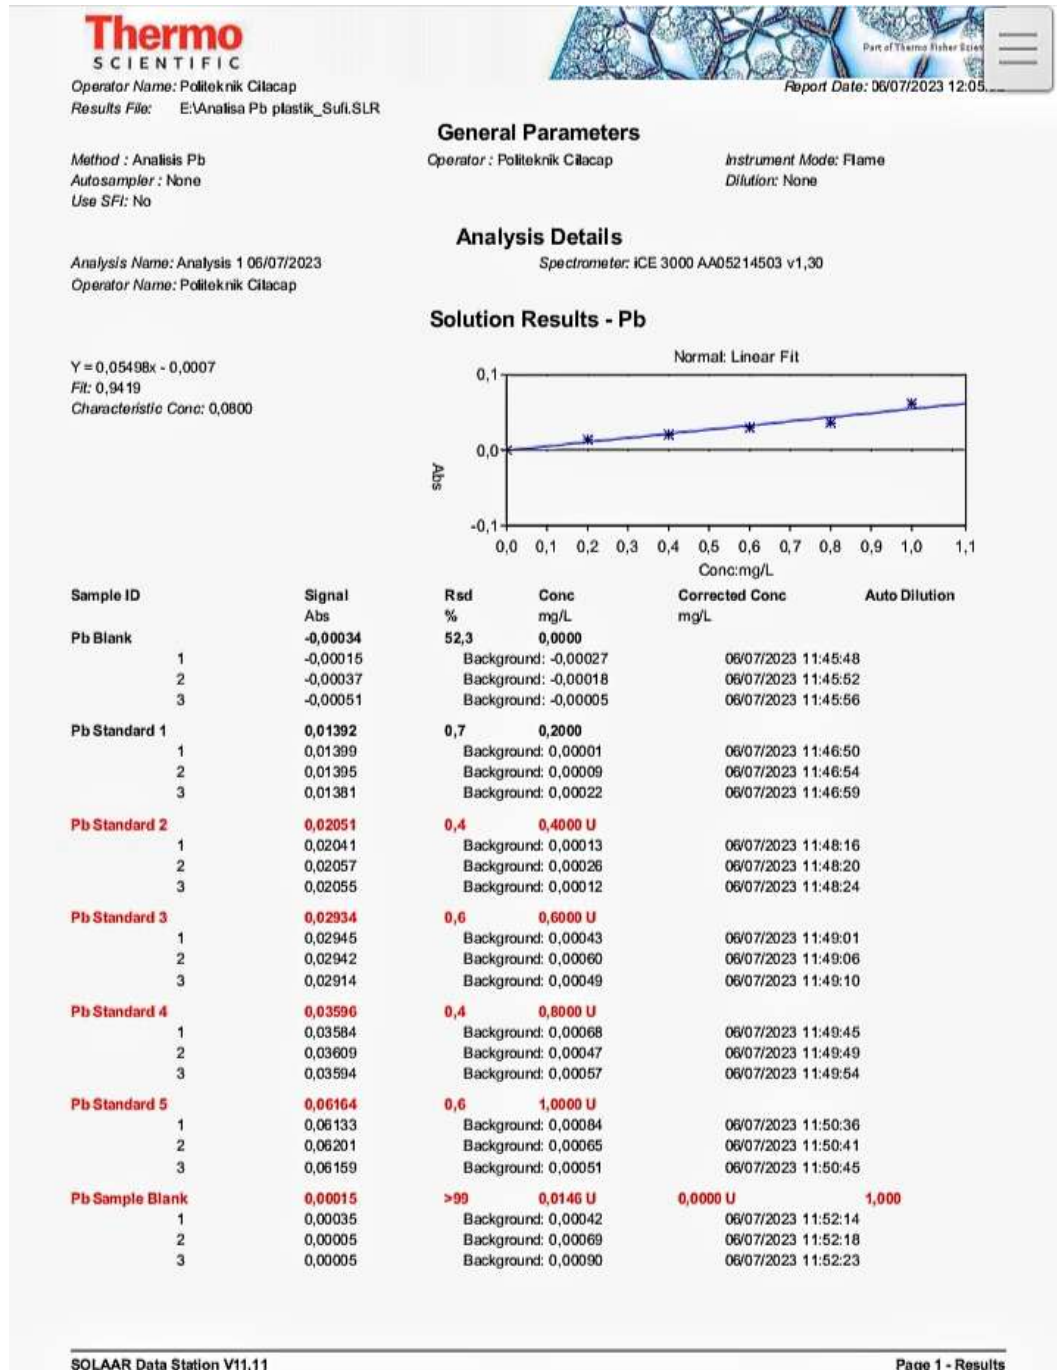 Thermo
SCIENTIFIC
Part of Thermo Fisher Scien
Operator Name: Politeknik Cilacap Report Date: 06/07/2023 12:05:
Results File: E:\Analisa Pb plastik_Sufi.SLR
General Parameters
Method : Analisis Pb Operator : Politeknik Cilacap Instrument Mode: Flame
Autosampler : None Dilution: None
Use SFI: No
Analysis Details
Analysis Name: Analysis 1 06/07/2023 Spectrometer: iCE 3000 AA05214503 v1,30
Operator Name: Politeknik Cilacap
Solution Results - Pb
Y = 0,05498x - 0,0007
Fit: 0,9419
Characteristic Conc: 0,0800
Normal: Linear Fit
0,1
0,0
Abs
-0,1
0,0 0,1 0,2 0,3 0,4 0,5 0,6 0,7 0,8 0,9 1,0 1,1
Conc:mg/L
Sample ID Signal Rsd Conc Corrected Conc Auto Dilution
Abs % mg/L mg/L
Pb Blank -0,00034 52,3 0,0000
1 -0,00015 Background: -0,00027 06/07/2023 11:45:48
2 -0,00037 Background: -0,00018 06/07/2023 11:45:52
3 -0,00051 Background: -0,00005 06/07/2023 11:45:56
Pb Standard 1 0,01392 0,7 0,2000
1 0,01399 Background: 0,00001 06/07/2023 11:46:50
2 0,01395 Background: 0,00009 06/07/2023 11:46:54
3 0,01381 Background: 0,00022 06/07/2023 11:46:59
Pb Standard 2 0,02051 0,4 0,4000 U
1 0,02041 Background: 0,00013 06/07/2023 11:48:16
2 0,02057 Background: 0,00026 06/07/2023 11:48:20
3 0,02055 Background: 0,00012 06/07/2023 11:48:24
Pb Standard 3 0,02934 0,6 0,6000 U
1 0,02945 Background: 0,00043 06/07/2023 11:49:01
2 0,02942 Background: 0,00060 06/07/2023 11:49:06
3 0,02914 Background: 0,00049 06/07/2023 11:49:10
Pb Standard 4 0,03596 0,4 0,8000 U
1 0,03584 Background: 0,00068 06/07/2023 11:49:45
2 0,03609 Background: 0,00047 06/07/2023 11:49:49
3 0,03594 Background: 0,00057 06/07/2023 11:49:54
Pb Standard 5 0,06164 0,6 1,0000 U
1 0,06133 Background: 0,00084 06/07/2023 11:50:36
2 0,06201 Background: 0,00065 06/07/2023 11:50:41
3 0,06159 Background: 0,00051 06/07/2023 11:50:45
Pb Sample Blank 0,00015 >99 0,0146 U 0,0000 U 1,000
1 0,00035 Background: 0,00042 06/07/2023 11:52:14
2 0,00005 Background: 0,00069 06/07/2023 11:52:18
3 0,00005 Background: 0,00090 06/07/2023 11:52:23
SOLAAR Data Station V11.11 Page 1 - Results